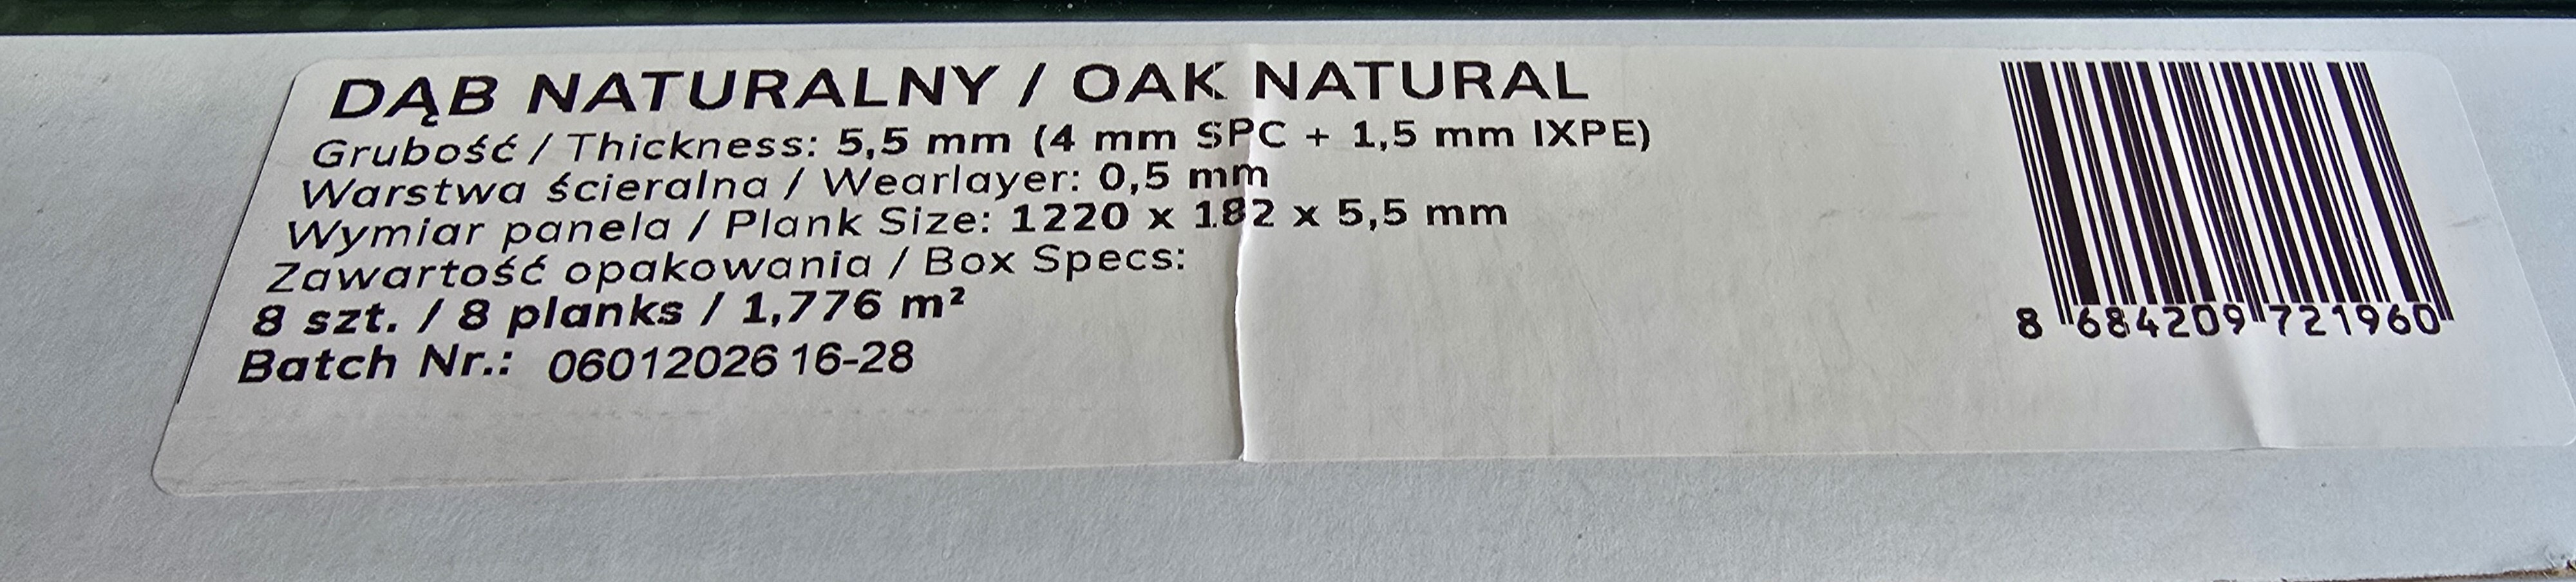 DĄB NATURALNY / OAK NATURAL
Grubość / Thickness: 5,5 mm (4 mm SPC + 1,5 mm IXPE)
Warstwa ścieralna / Wearlayer: 0,5 mm
Wymiar panela / Plank Size: 1220 x 182 x 5,5 mm
Zawartość opakowania / Box Specs:
8 szt. / 8 planks / 1,776 m²
Batch Nr.: 06012026 16-28
8 684209 721960